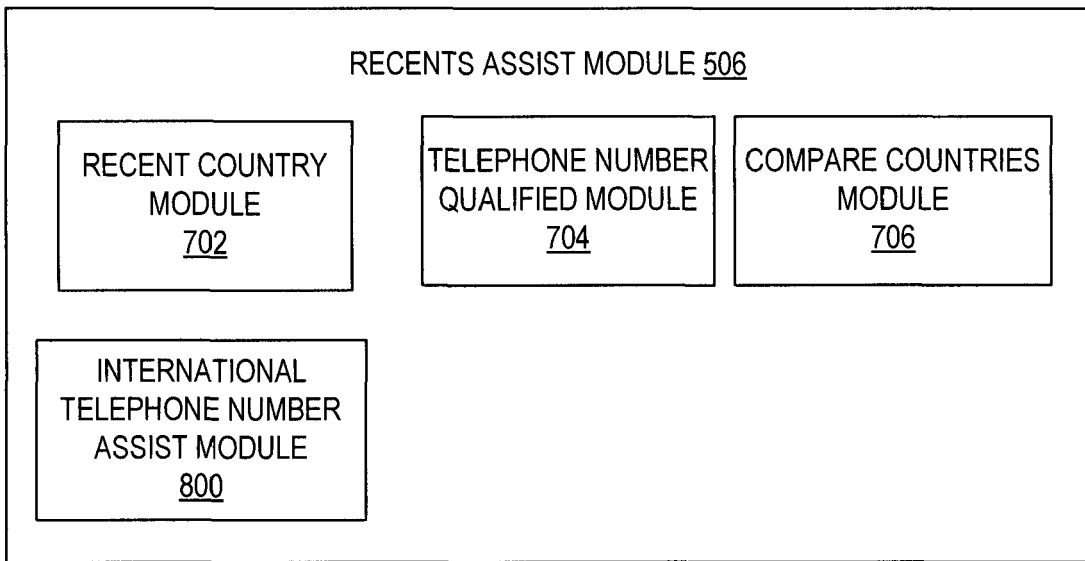 RECENTS ASSIST MODULE 506
RECENT COUNTRY
MODULE
702
TELEPHONE NUMBER
QUALIFIED MODULE
704
COMPARE COUNTRIES
MODULE
706
INTERNATIONAL
TELEPHONE NUMBER
ASSIST MODULE
800